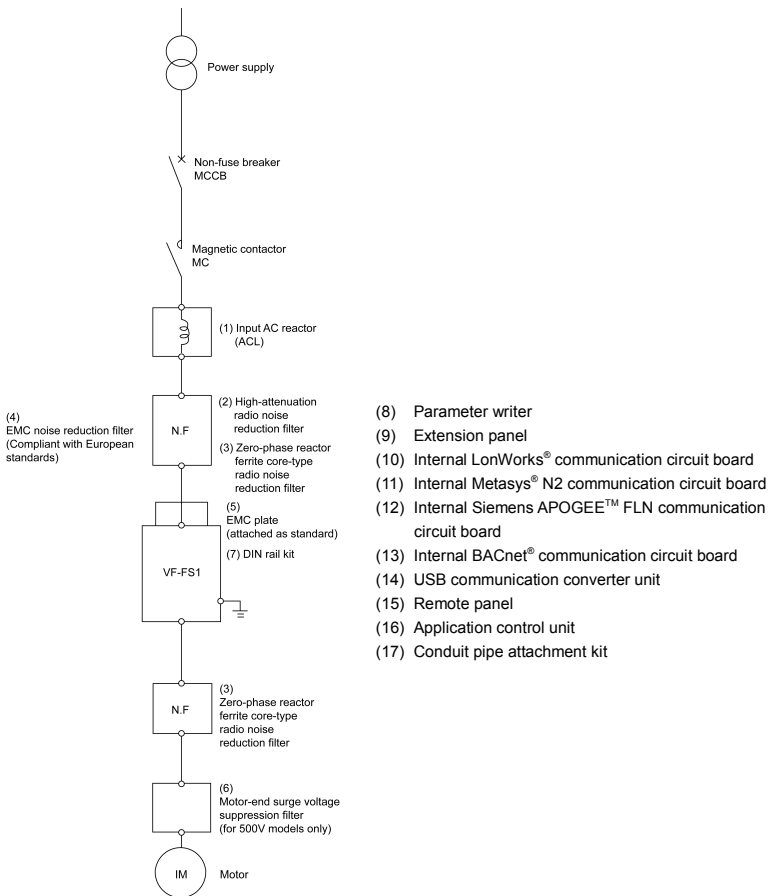 Power supply
Non-fuse breaker
MCCB
Magnetic contactor
MC
(1) Input AC reactor
(ACL)
(4)
EMC noise reduction filter
(Compliant with European
standards)
N.F
(2) High-attenuation
radio noise
reduction filter
(3) Zero-phase reactor
ferrite core-type
radio noise
reduction filter
(5)
EMC plate
(attached as standard)
(7) DIN rail kit
VF-FS1
N.F
(3)
Zero-phase reactor
ferrite core-type
radio noise
reduction filter
(6)
Motor-end surge voltage
suppression filter
(for 500V models only)
IM
Motor
(8) Parameter writer
(9) Extension panel
(10) Internal LonWorks® communication circuit board
(11) Internal Metasys® N2 communication circuit board
(12) Internal Siemens APOGEE™ FLN communication
circuit board
(13) Internal BACnet® communication circuit board
(14) USB communication converter unit
(15) Remote panel
(16) Application control unit
(17) Conduit pipe attachment kit